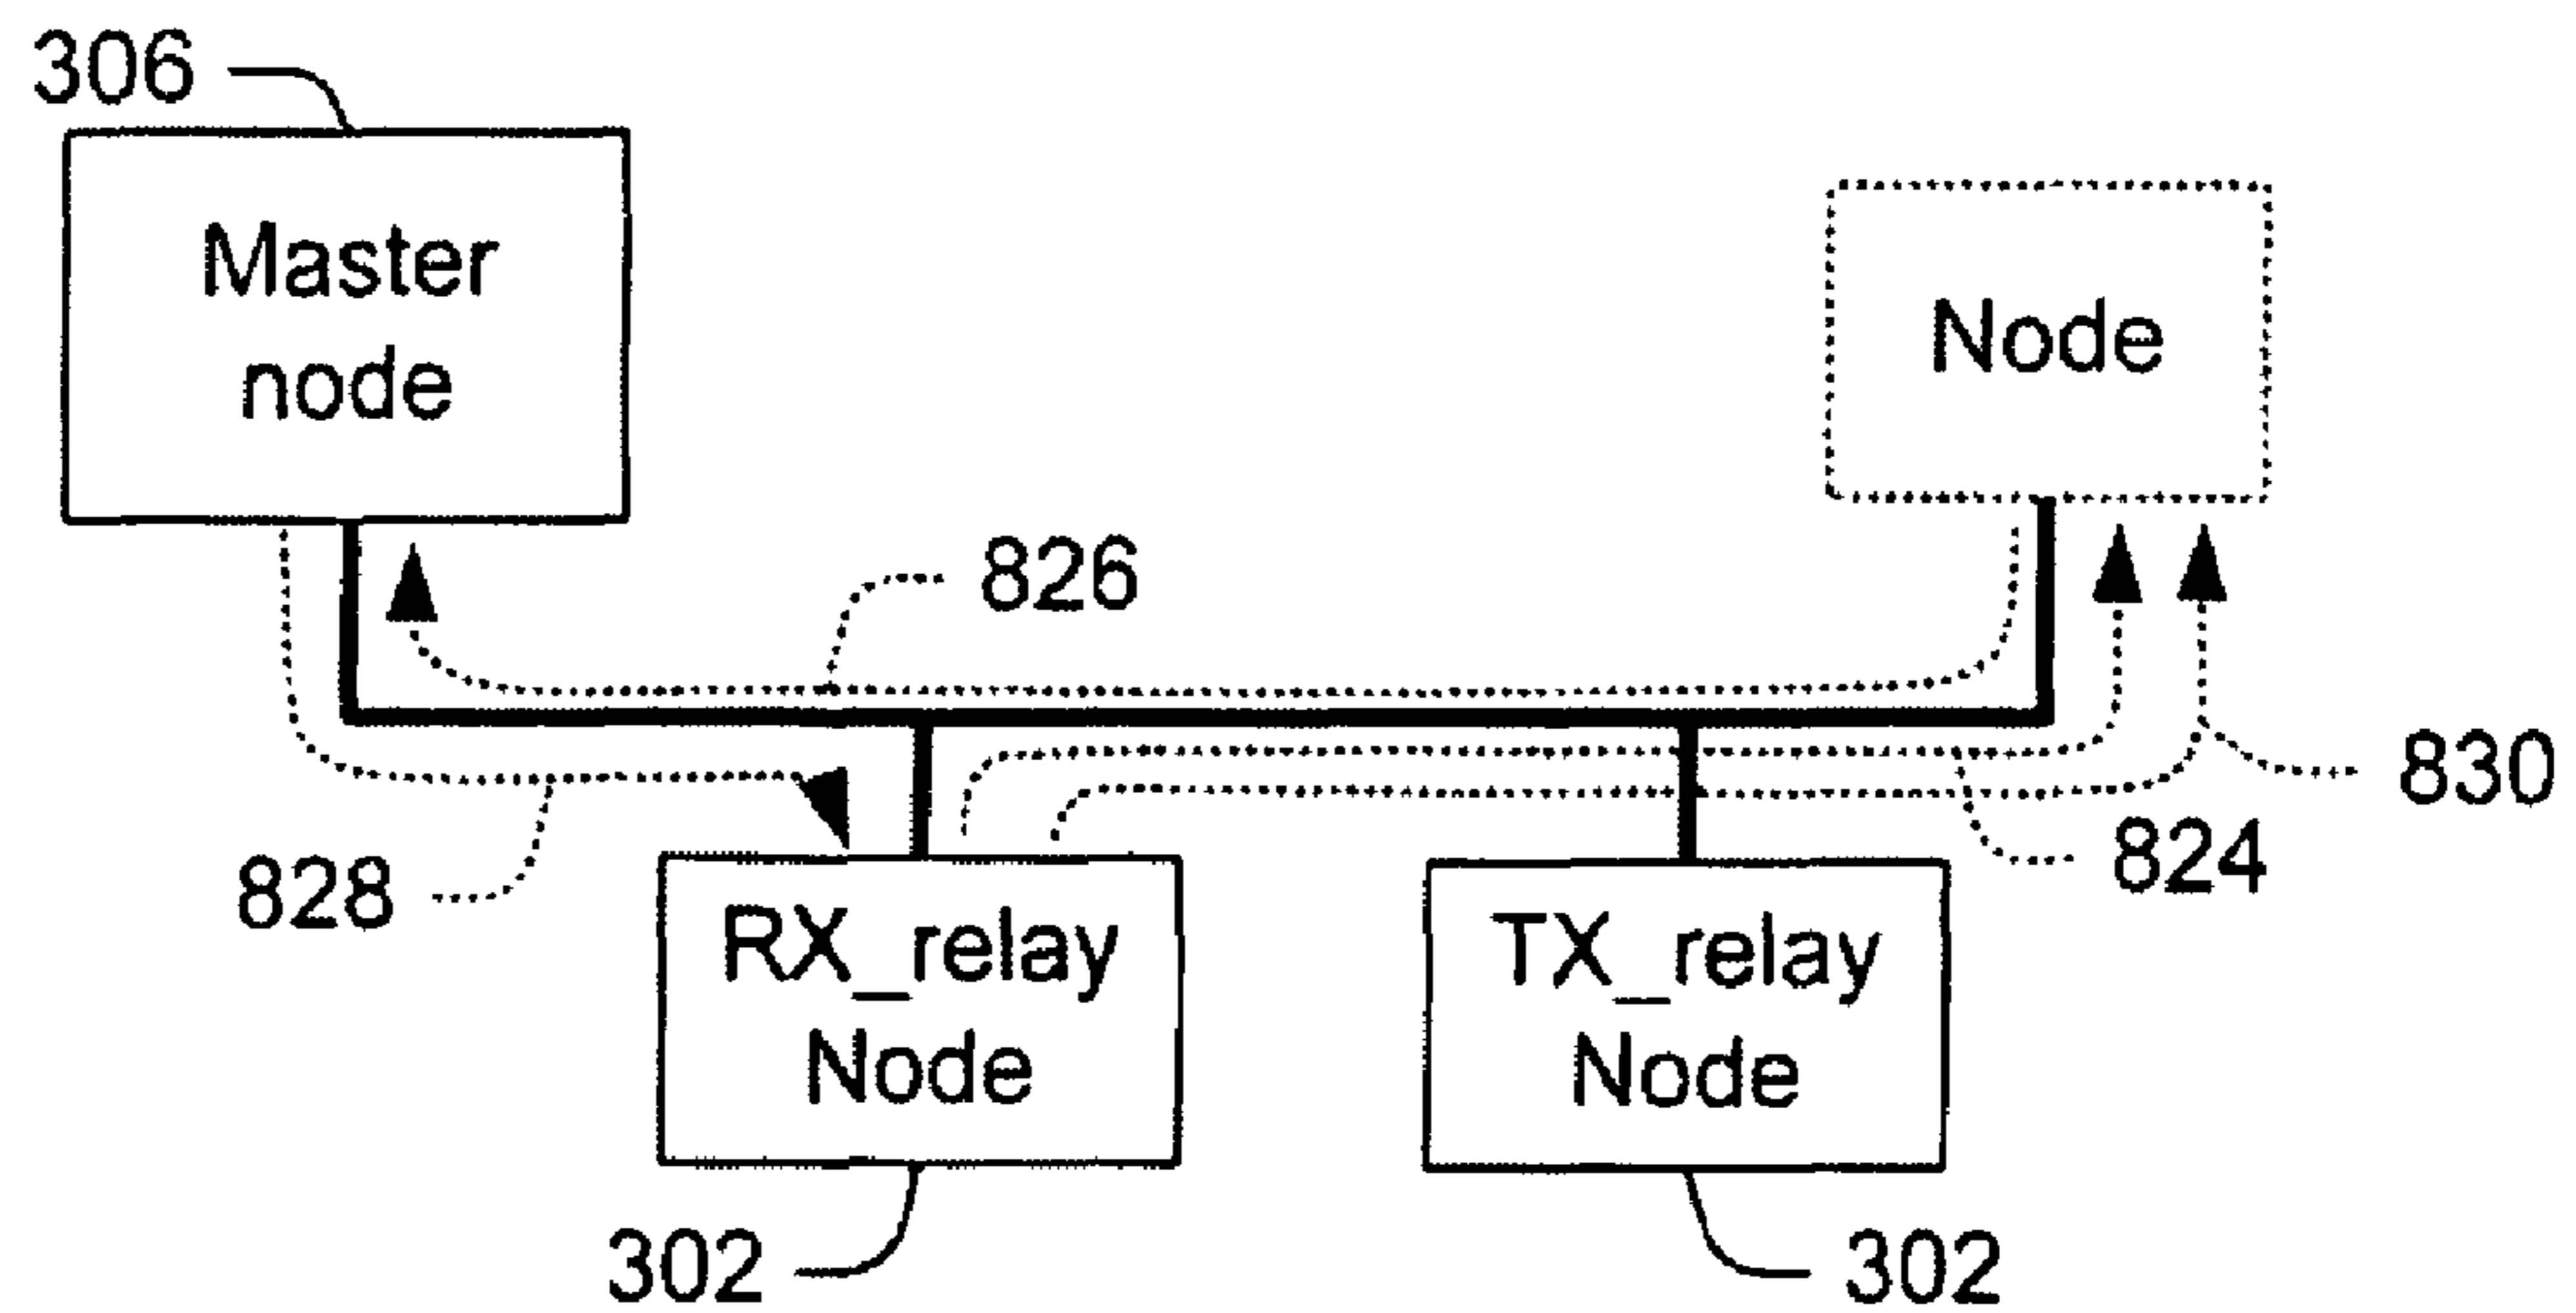 306
Master
node
Node
826
830
824
828
RX_relay
Node
TX_relay
Node
302
302